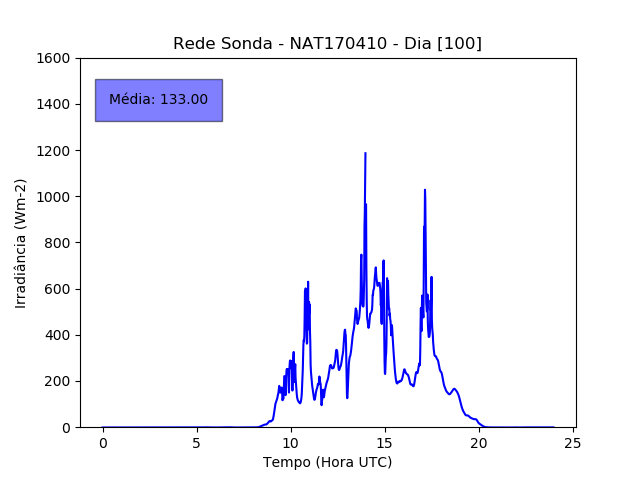 Rede Sonda - NAT170410 - Dia [100]
1600
1400
1200
1000
800
600
400
200
0
Média: 133.00
Irradiância (Wm-2)
0 5 10 15 20 25
Tempo (Hora UTC)